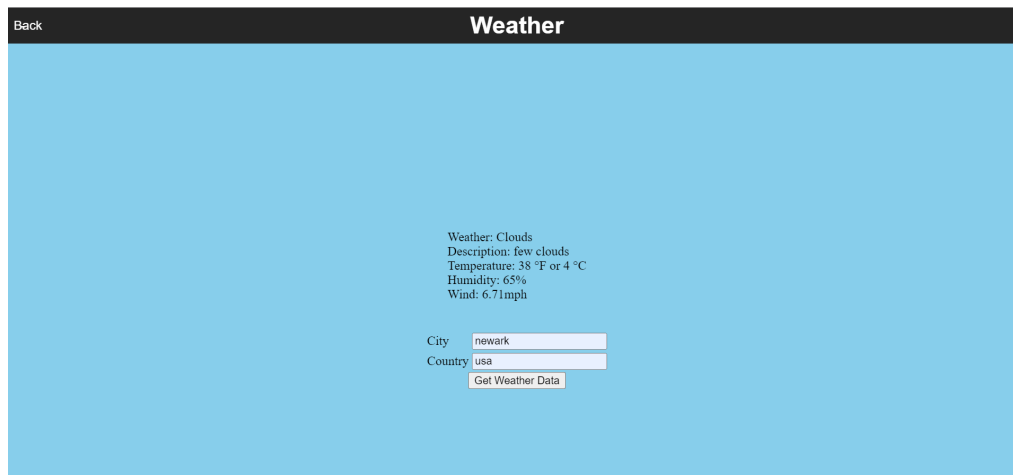 Back
Weather
Weather: Clouds
Description: few clouds
Temperature: 38 °F or 4 °C
Humidity: 65%
Wind: 6.71mph
City newark
Country usa
Get Weather Data